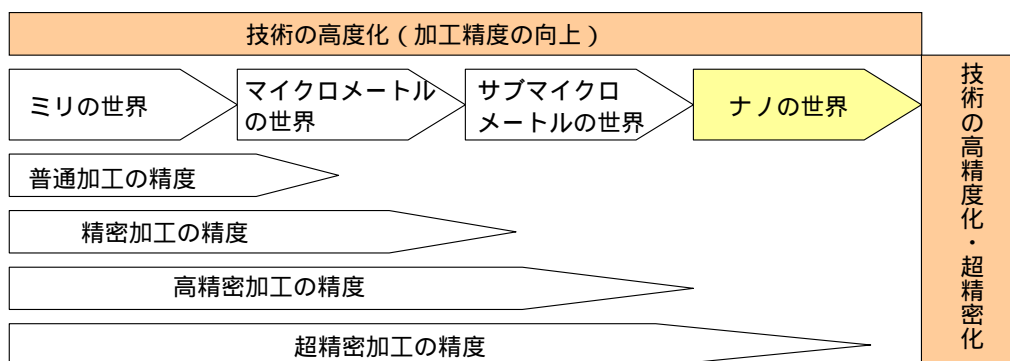 技術の高度化（加工精度の向上）
ミリの世界
マイクロメートル
の世界
サブマイクロ
メートルの世界
ナノの世界
普通加工の精度
精密加工の精度
高精密加工の精度
超精密加工の精度
技術の高精度化・超精密化